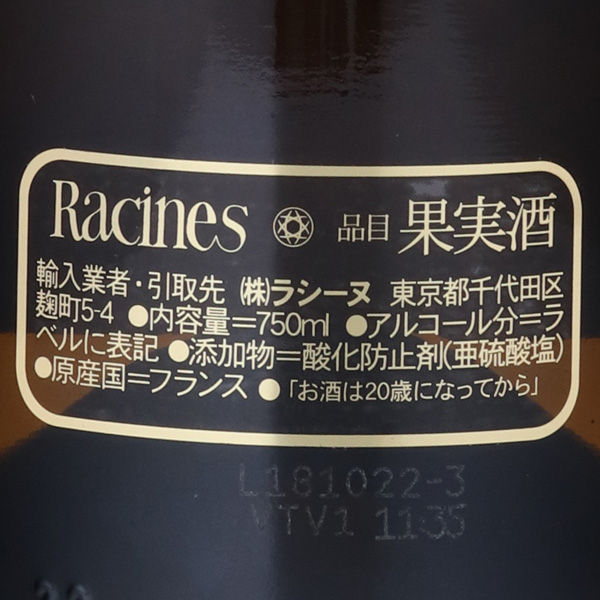 Racines 品目 果実酒
輸入業者・引取先 (株)ラシーヌ 東京都千代田区
麹町5-4 ●内容量=750ml ●アルコール分=ラ
ベルに表記 ●添加物=酸化防止剤(亜硫酸塩)
●原産国=フランス ●「お酒は20歳になってから」
L181022-3
VTV1 11:35